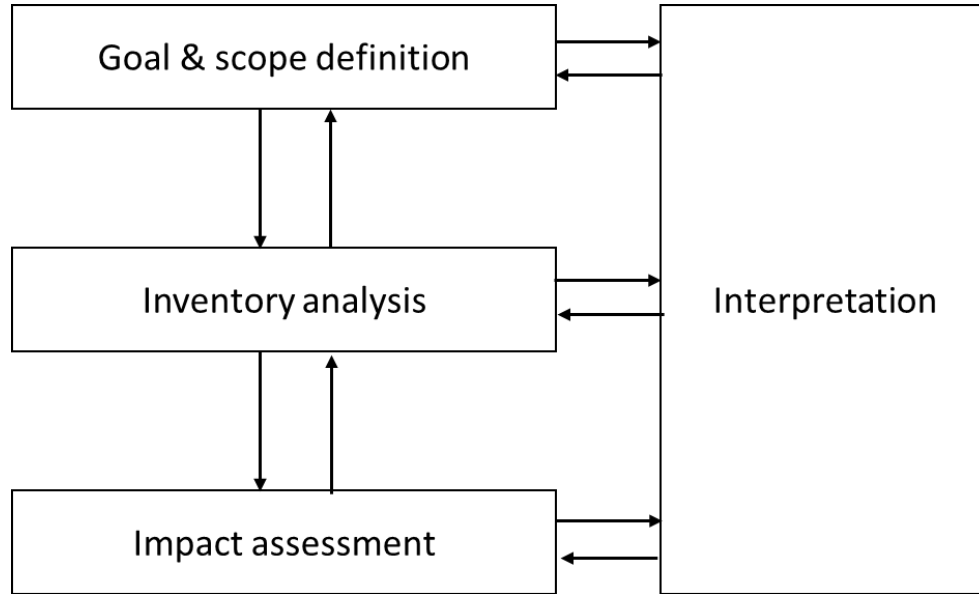 Goal & scope definition
Inventory analysis
Interpretation
Impact assessment